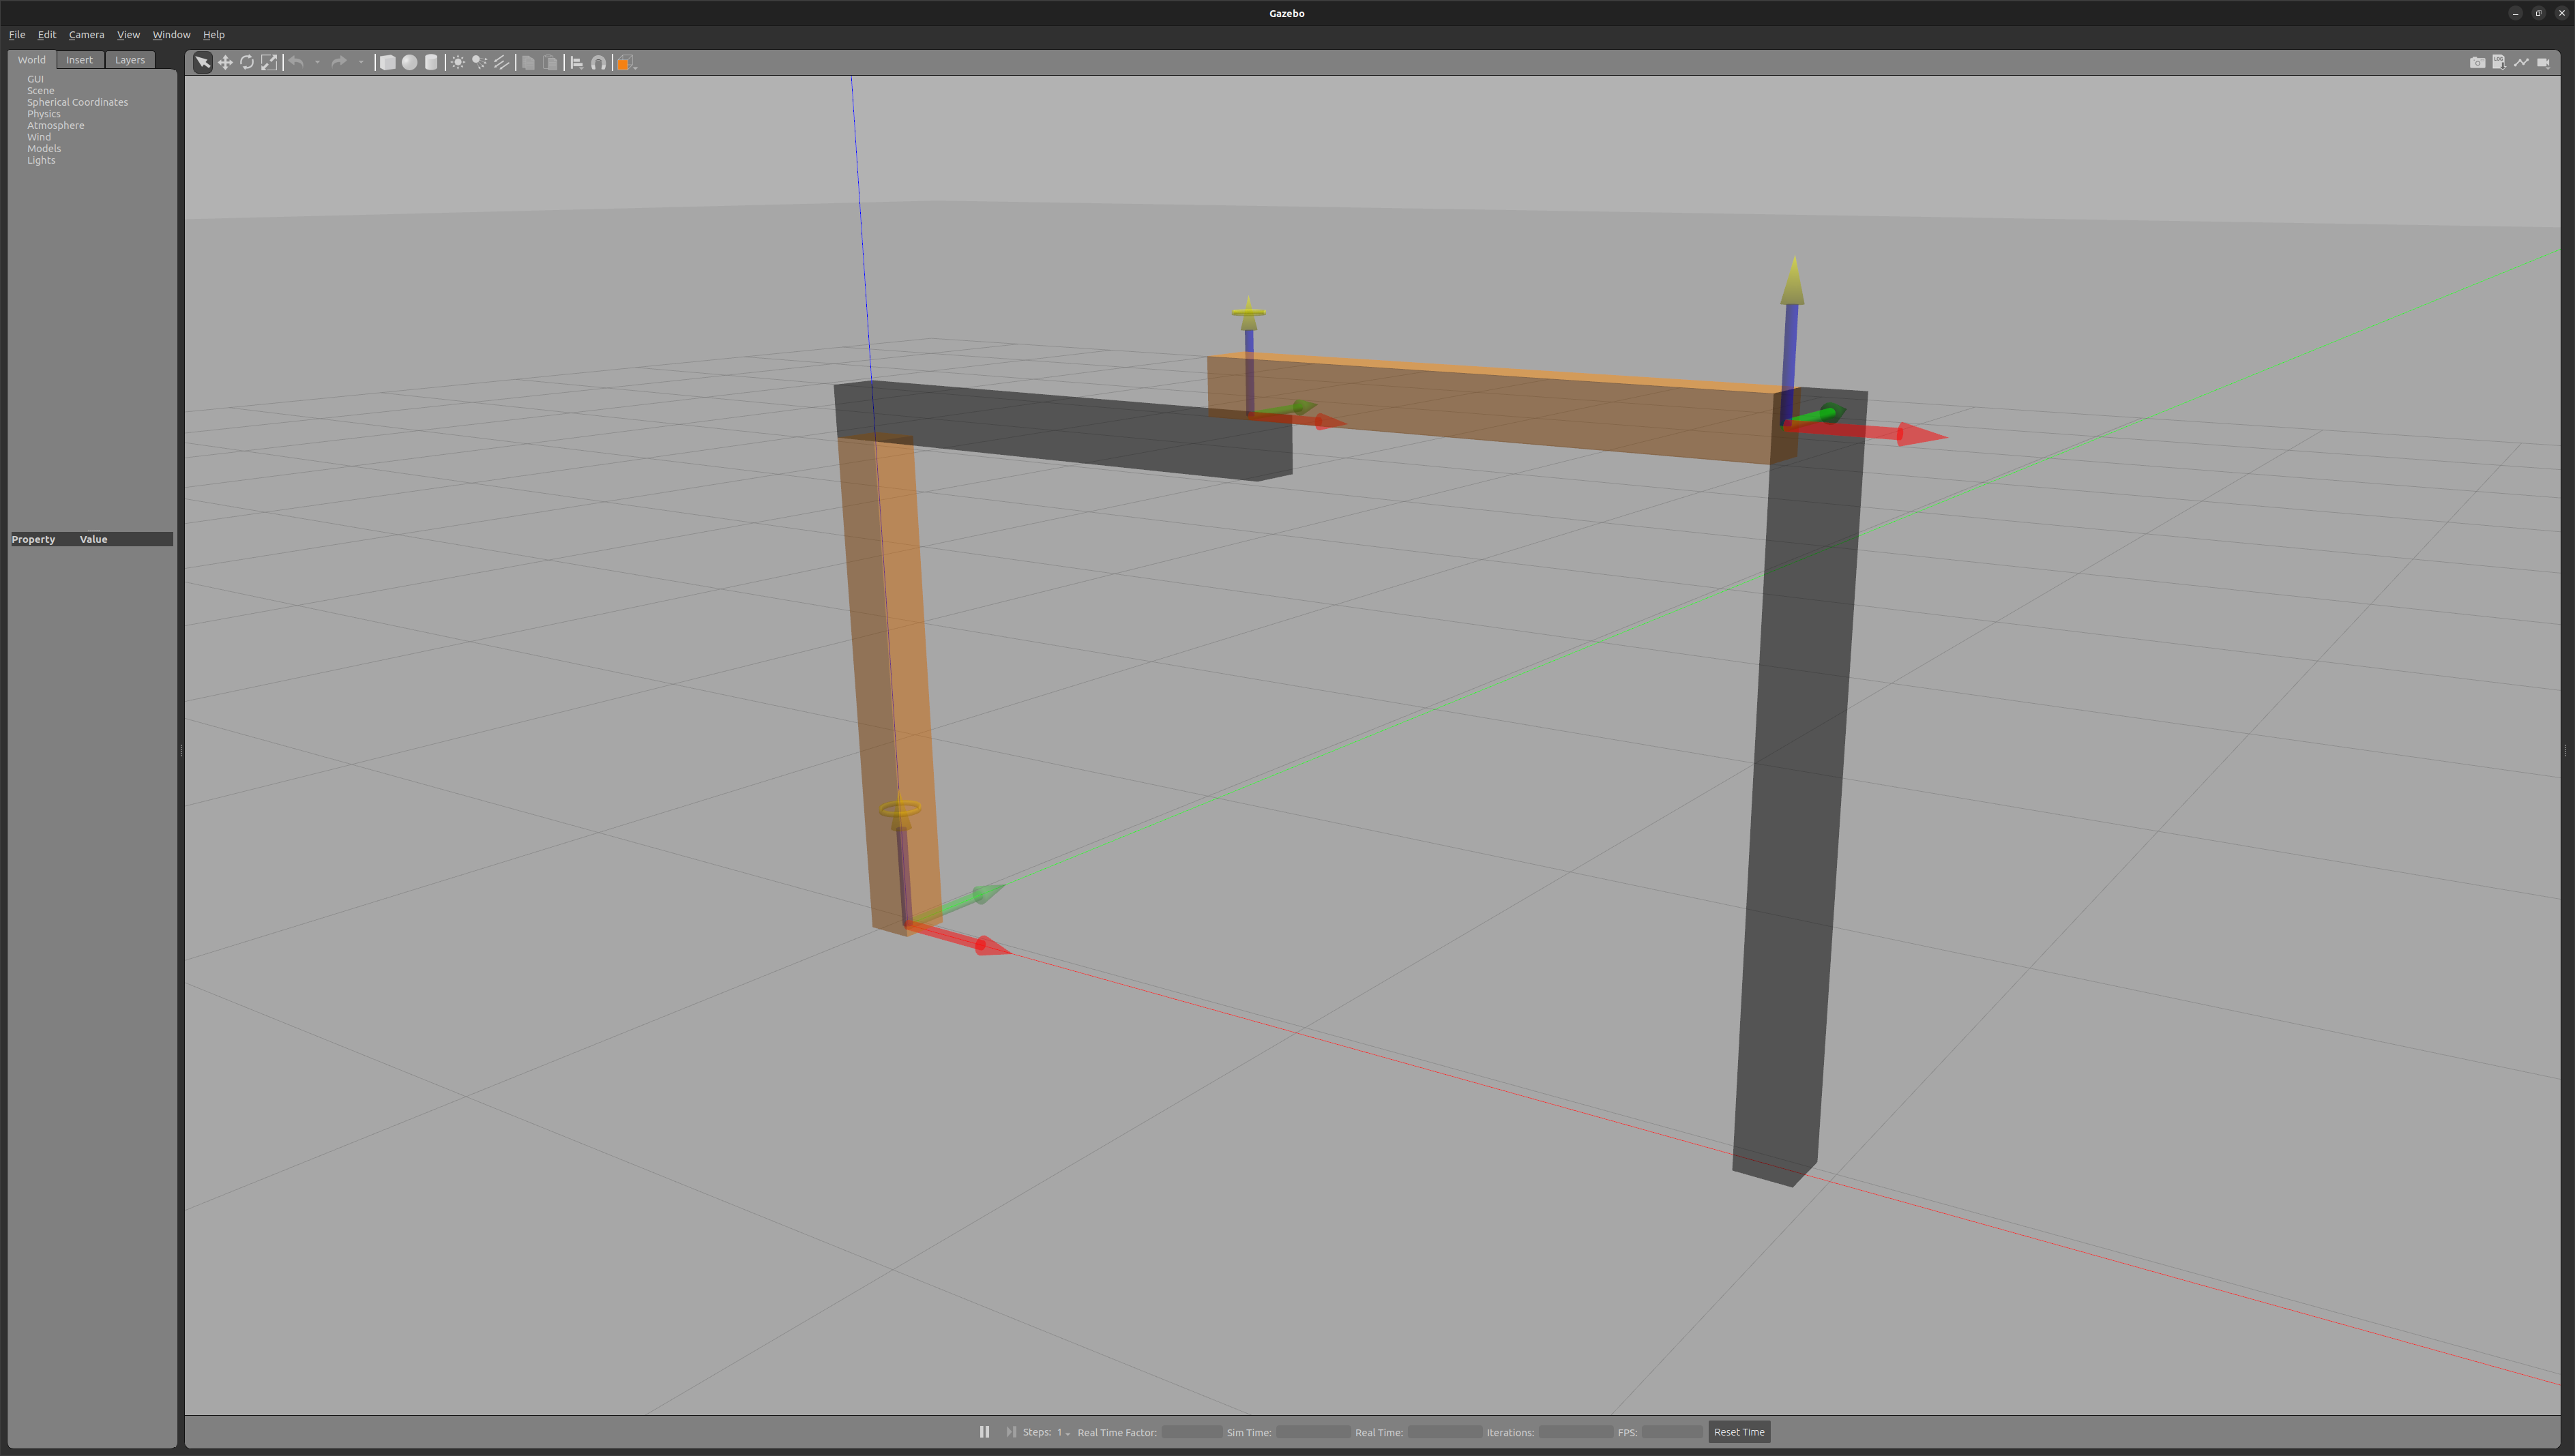 Gazebo
File Edit Camera View Window Help
World Insert Layers
GUI
Scene
Spherical Coordinates
Physics
Atmosphere
Wind
Models
Lights
Property Value
Steps: 1 Real Time Factor: Sim Time: Real Time: Iterations: FPS: Reset Time